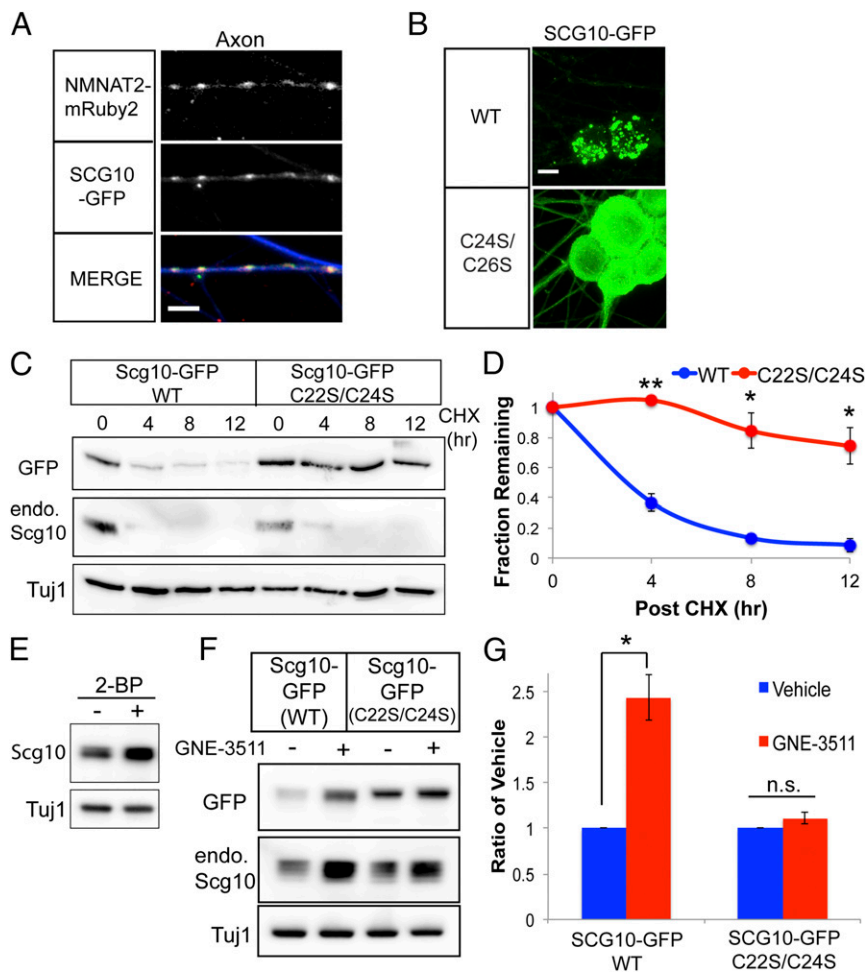 A
Axon
NMNAT2-
mRuby2
SCG10
-GFP
MERGE
B
SCG10-GFP
WT
C24S/
C26S
C
Scg10-GFP
WT
Scg10-GFP
C22S/C24S
0 4 8 12 0 4 8 12 CHX
(hr)
GFP
endo.
Scg10
Tuj1
D
WT C22S/C24S
** * *
1
0.8
0.6
0.4
0.2
0
0 4 8 12
Fraction Remaining
Post CHX (hr)
E
2-BP
- +
Scg10
Tuj1
F
Scg10-
GFP
(WT)
Scg10-
GFP
(C22S/C24S)
GNE-3511 - + - +
GFP
endo.
Scg10
Tuj1
G
*
Vehicle
GNE-3511
n.s.
2.5
2
1.5
1
0.5
0
Ratio of Vehicle
SCG10-GFP
WT
SCG10-GFP
C22S/C24S